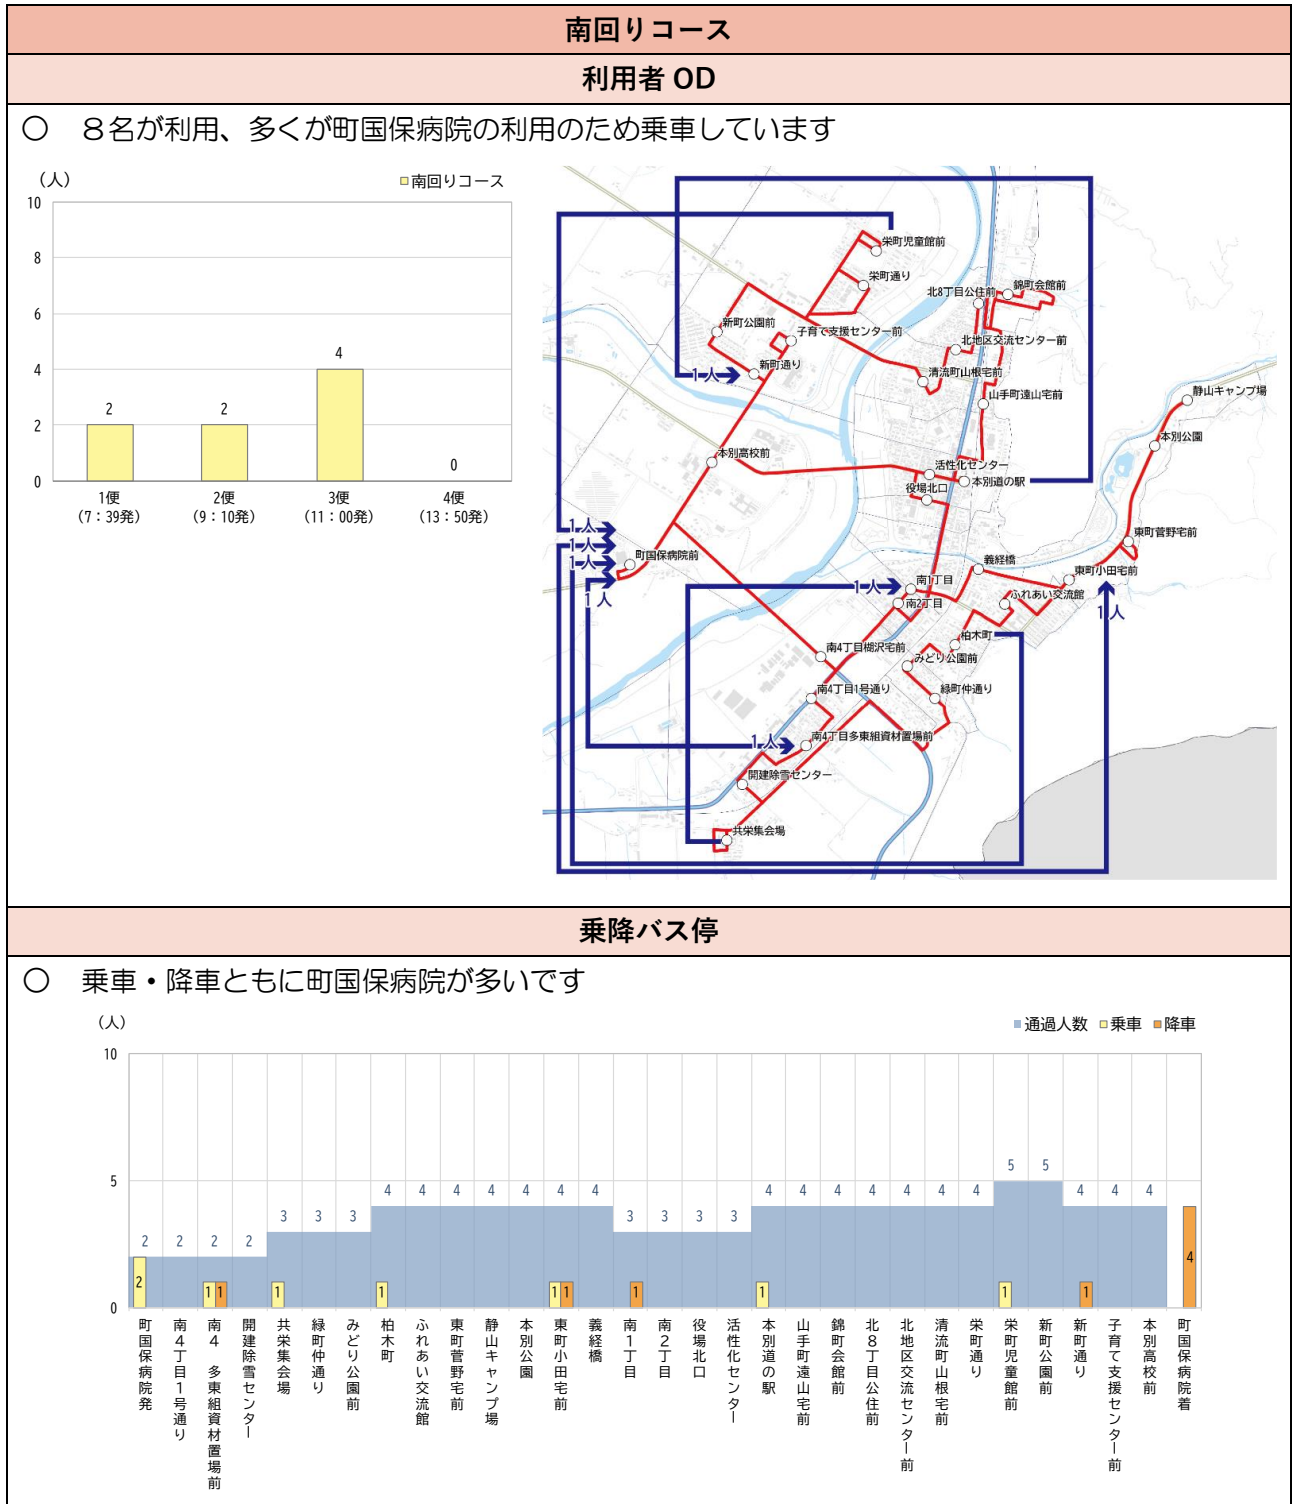 南回りコース
利用者 OD
○ 8名が利用、多くが町国保病院の利用のため乗車しています
（人）
南回りコース
10
8
6
4
2
0
2
2
4
0
1便
（7：39発）
2便
（9：10発）
3便
（11：00発）
4便
（13：50発）
栄町児童館前
栄町通り
北8丁目公住前
錦町会館前
新町公園前
子育て支援センター前
北地区交流センター前
新町通り
1人
清流町山根宅前
山手町遠山宅前
静山キャンプ場
本別公園
本別高校前
活性化センター
役場北口
本別道の駅
東町菅野宅前
1人
1人
1人
1人
町国保病院前
義経橋
東町小田宅前
1人
南1丁目
南2丁目
ふれあい交流館
1人
柏木町
南4丁目楜沢宅前
みどり公園前
南4丁目1号通り
緑町仲通り
1人
南4丁目多東組資材置場前
開建除雪センター
共栄集会場
乗降バス停
○ 乗車・降車ともに町国保病院が多いです
（人）
通過人数 乗車 降車
10
5
0
2 2 2 2 3 3 3 4 4 4 4 4 4 4 3 3 3 3 4 4 4 4 4 4 4 5 5 4 4 4
2 1 1 1 1 1 1 1 1 1 1 4
町国保病院発
南4丁目1号通り
南4 多東組資材置場前
開建除雪センター
共栄集会場
緑町仲通り
みどり公園前
柏木町
ふれあい交流館
東町菅野宅前
静山キャンプ場
本別公園
東町小田宅前
義経橋
南1丁目
南2丁目
役場北口
活性化センター
本別道の駅
山手町遠山宅前
錦町会館前
北8丁目公住前
北地区交流センター前
清流町山根宅前
栄町通り
栄町児童館前
新町公園前
新町通り
子育て支援センター前
本別高校前
町国保病院着